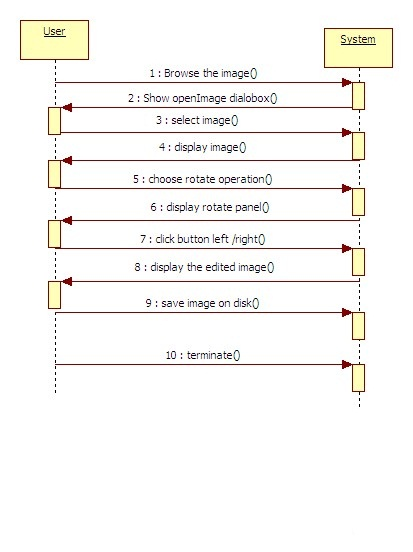 User
System
1 : Browse the image()
2 : Show openImage dialobox()
3 : select image()
4 : display image()
5 : choose rotate operation()
6 : display rotate panel()
7 : click button left /right()
8 : display the edited image()
9 : save image on disk()
10 : terminate()